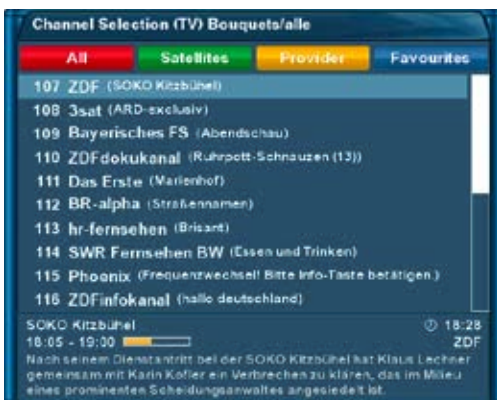 Channel Selection (TV) Bouquets/alle
All Satellites Provider Favourites
107 ZDF (SOKO Kitzbühel)
108 3sat (ARD-exclusiv)
109 Bayerisches FS (Abendschau)
110 ZDFdokukanal (Ruhrpott-Schnauzen (13))
111 Das Erste (Marienhof)
112 BR-alpha (Straßennamen)
113 hr-fernsehen (Brisant)
114 SWR Fernsehen BW (Essen und Trinken)
115 Phoenix (Frequenzwechsel! Bitte Info-Taste betätigen.)
116 ZDFinfokanal (hallo deutschland)
SOKO Kitzbühel 18:28
18:05 - 19:00 ZDF
Nach seinem Dienstantritt bei der SOKO Kitzbühel hat Klaus Lechner
gemeinsam mit Karin Kofler ein Verbrechen zu klären, das im Milieu
eines prominenten Scheidungsanwaltes angesiedelt ist.